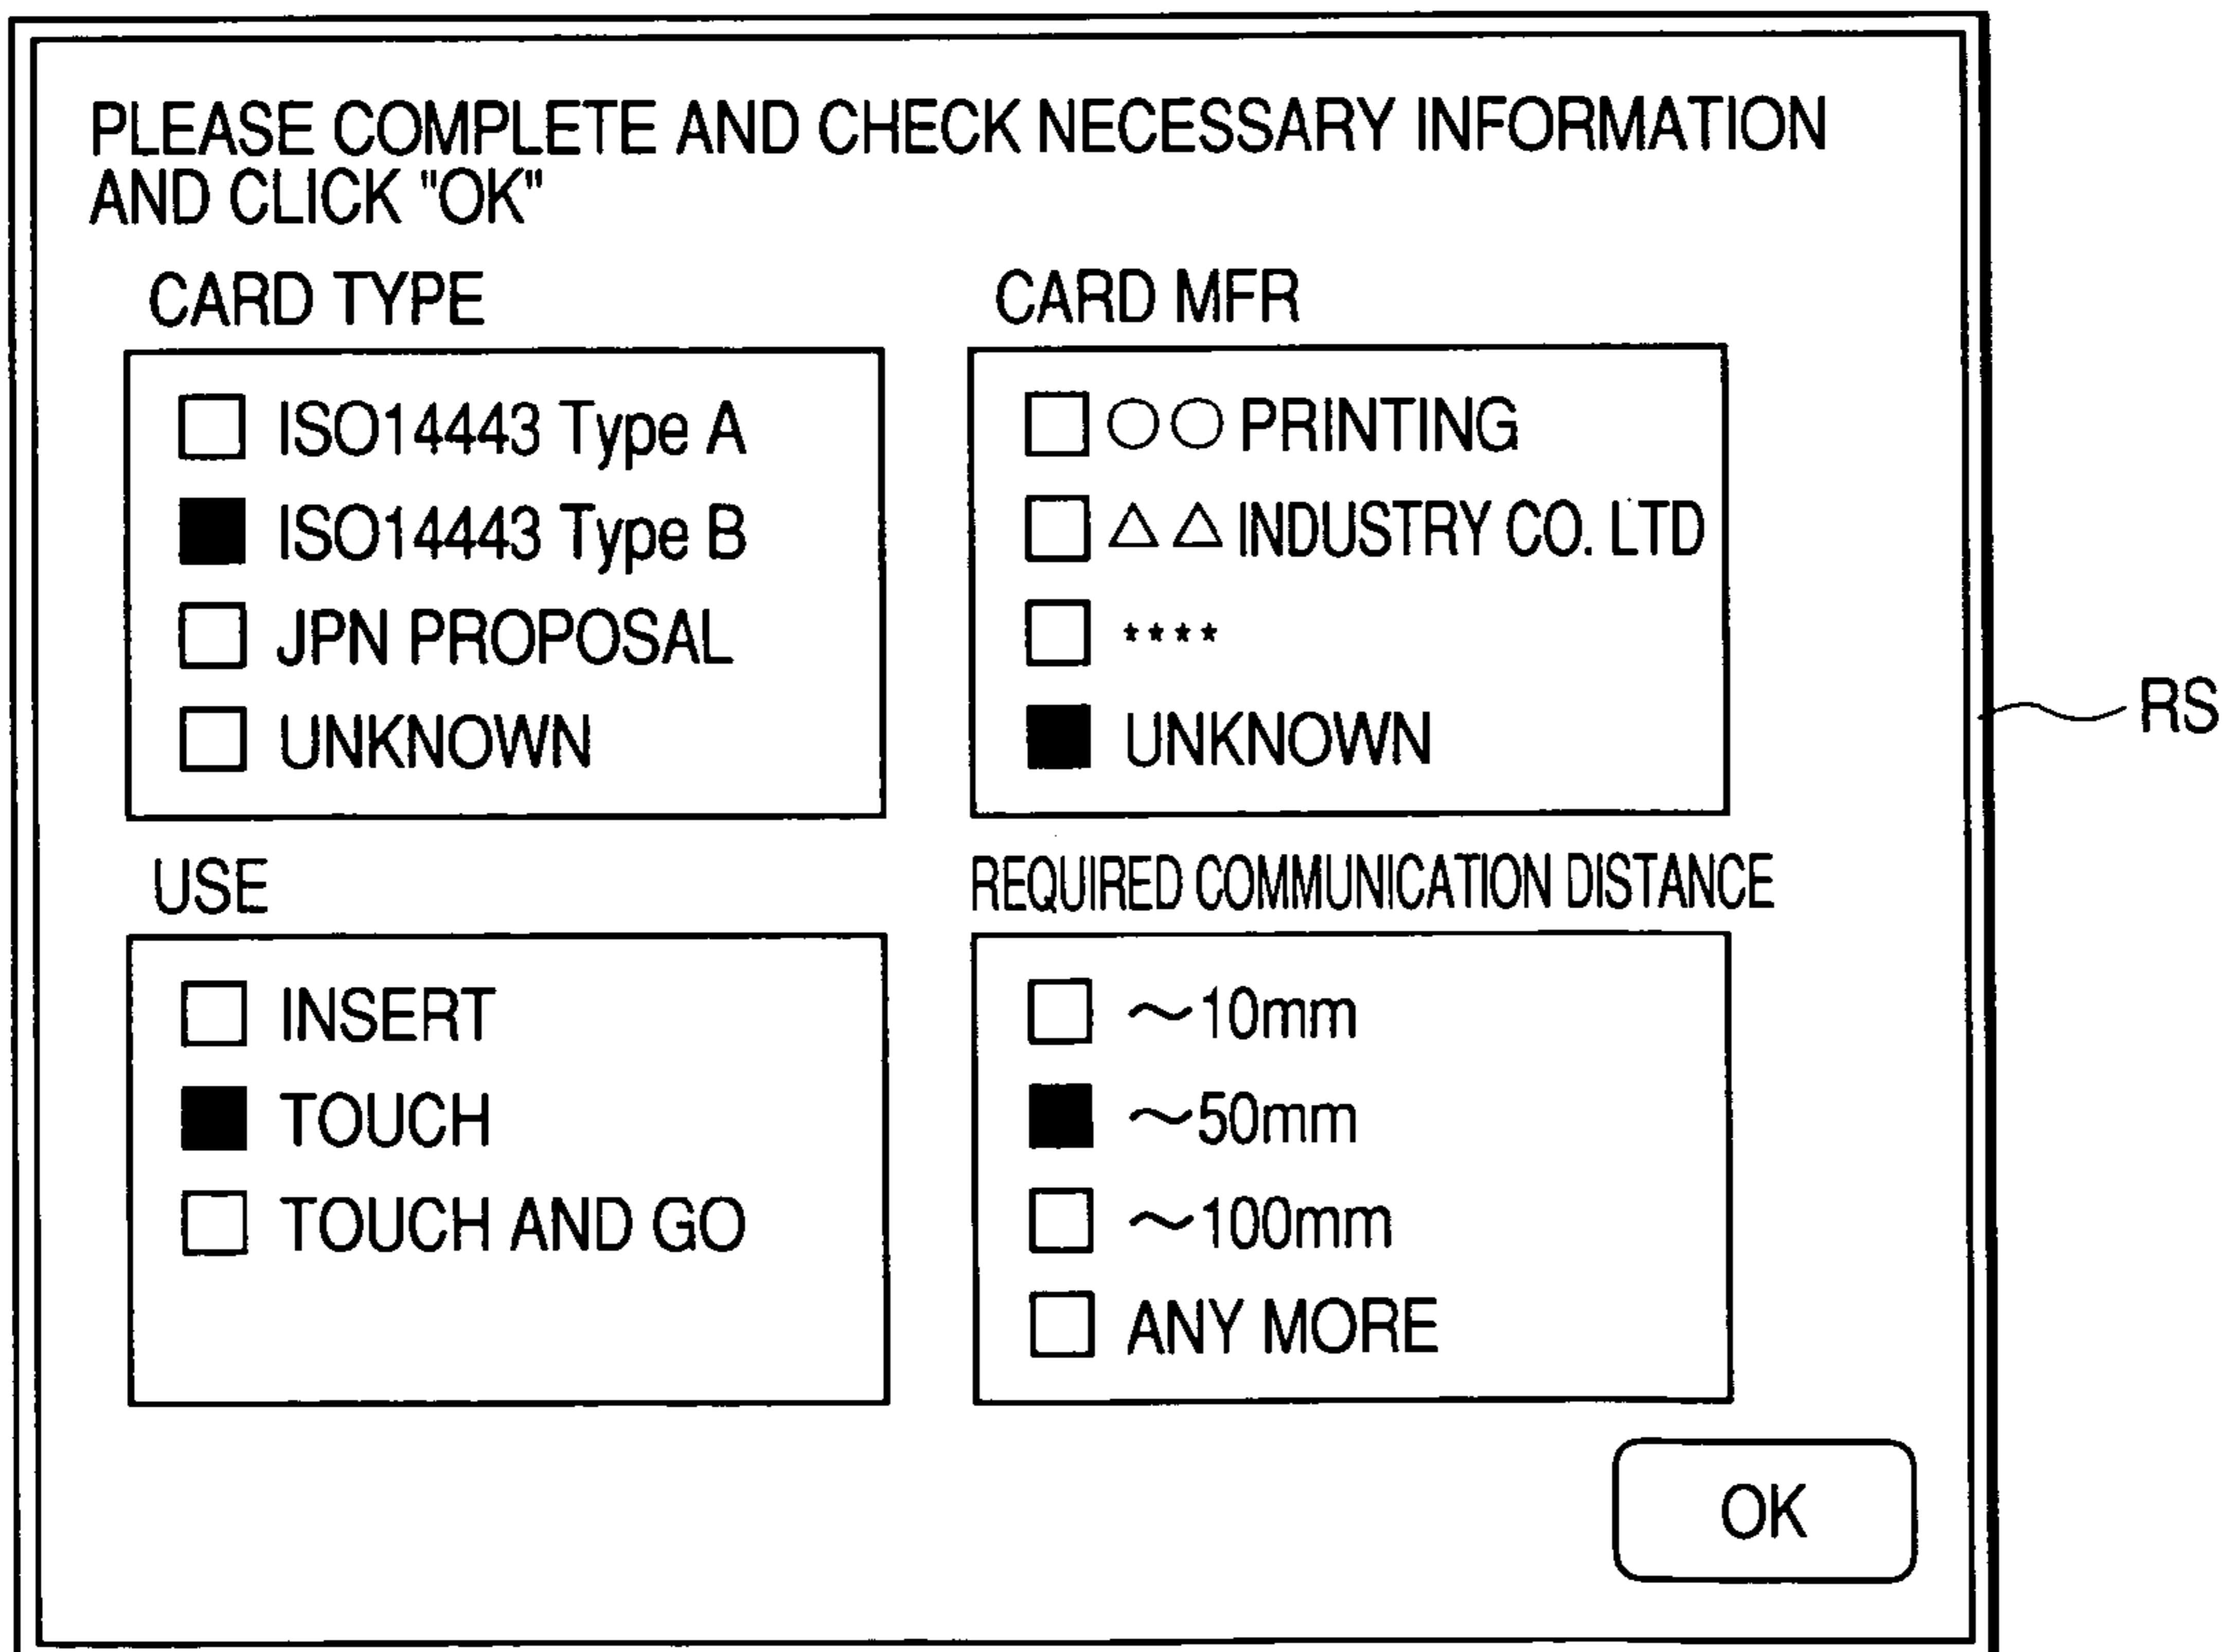 PLEASE COMPLETE AND CHECK NECESSARY INFORMATION
AND CLICK "OK"
CARD TYPE
ISO14443 Type A
ISO14443 Type B
JPN PROPOSAL
UNKNOWN
CARD MFR
○○ PRINTING
△△ INDUSTRY CO. LTD
****
UNKNOWN
USE
INSERT
TOUCH
TOUCH AND GO
REQUIRED COMMUNICATION DISTANCE
～10mm
～50mm
～100mm
ANY MORE
OK
RS